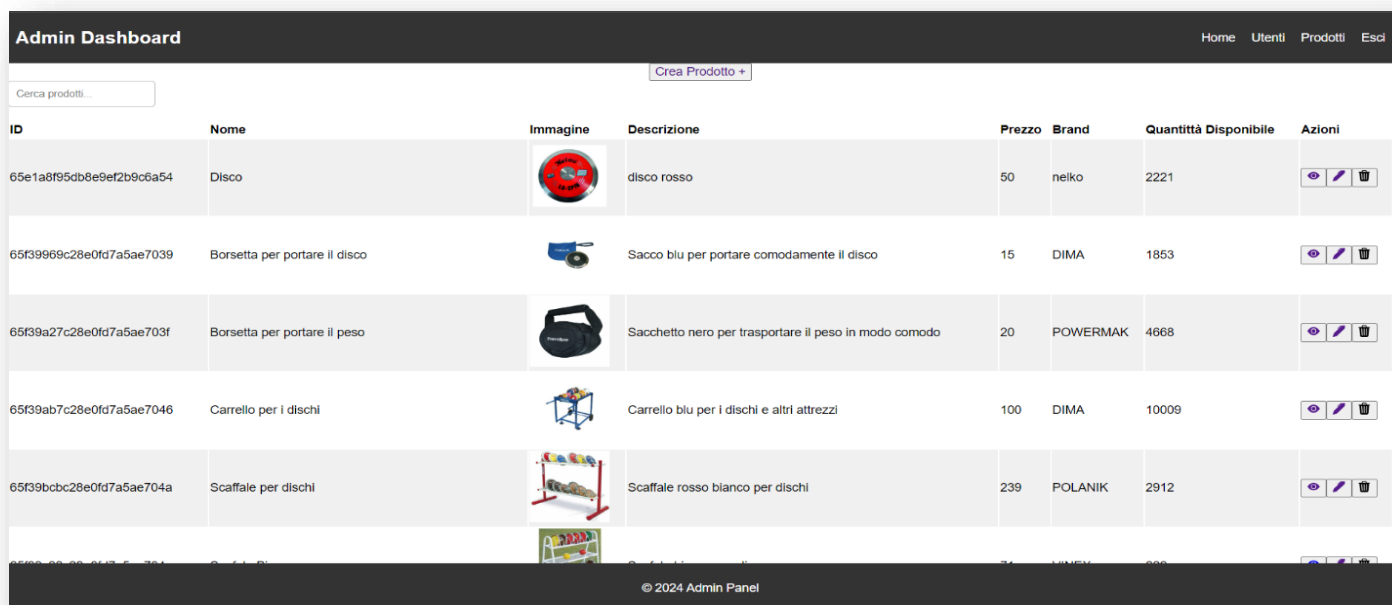 Admin Dashboard Home Utenti Prodotti Esci
Crea Prodotto +
Cerca prodotti...
ID Nome Immagine Descrizione Prezzo Brand Quantittà Disponibile Azioni
65e1a8f95db8e9ef2b9c6a54 Disco disco rosso 50 nelko 2221
65f39969c28e0fd7a5ae7039 Borsetta per portare il disco Sacco blu per portare comodamente il disco 15 DIMA 1853
65f39a27c28e0fd7a5ae703f Borsetta per portare il peso Sacchetto nero per trasportare il peso in modo comodo 20 POWERMAK 4668
65f39ab7c28e0fd7a5ae7046 Carrello per i dischi Carrello blu per i dischi e altri attrezzi 100 DIMA 10009
65f39bcbc28e0fd7a5ae704a Scaffale per dischi Scaffale rosso bianco per dischi 239 POLANIK 2912
© 2024 Admin Panel